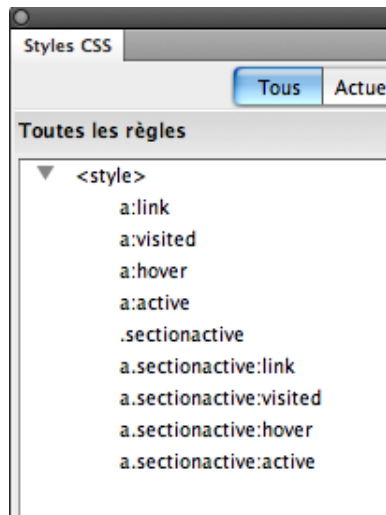 Styles CSS
Tous Actue
Toutes les règles
<style>
a:link
a:visited
a:hover
a:active
.sectionactive
a.sectionactive:link
a.sectionactive:visited
a.sectionactive:hover
a.sectionactive:active